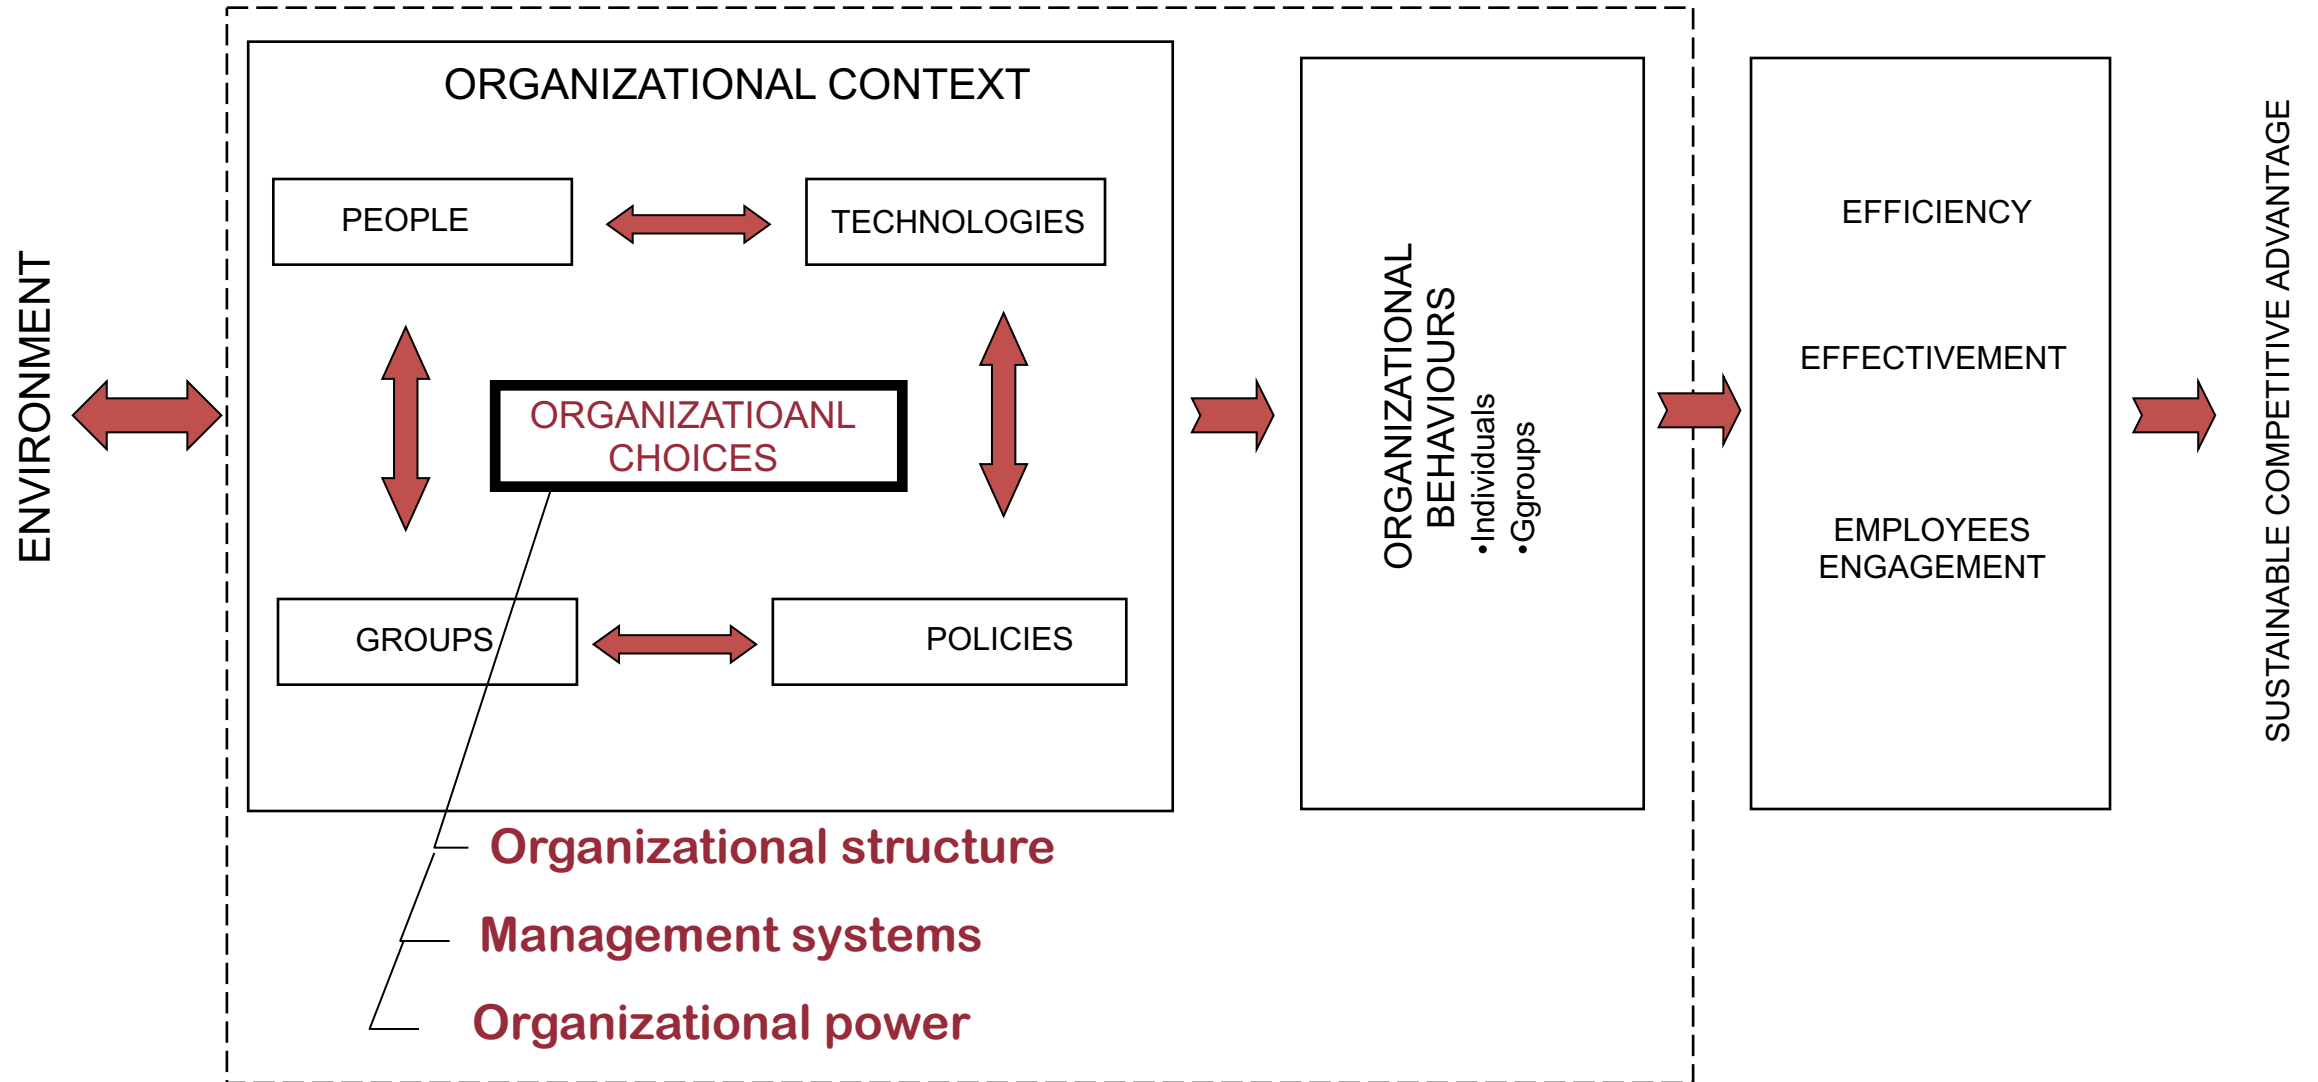 ENVIRONMENT
ORGANIZATIONAL CONTEXT
PEOPLE
TECHNOLOGIES
ORGANIZATIOANL
CHOICES
GROUPS
POLICIES
Organizational structure
Management systems
Organizational power
ORGANIZATIONAL
BEHAVIOURS
•Individuals
•Ggroups
EFFICIENCY
EFFECTIVEMENT
EMPLOYEES
ENGAGEMENT
SUSTAINABLE COMPETITIVE ADVANTAGE